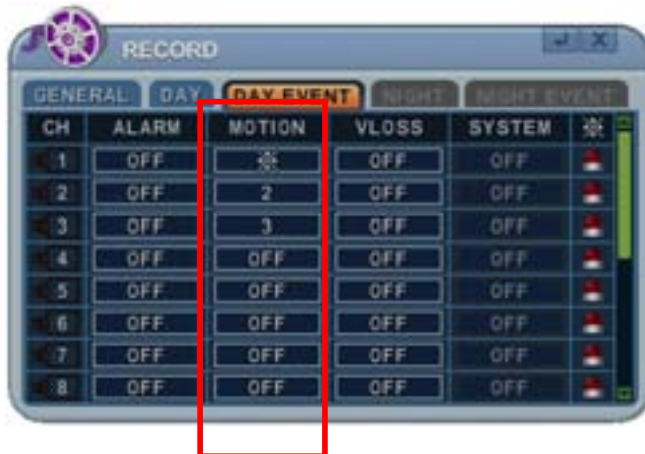 RECORD
GENERAL DAY DAY EVENT NIGHT NIGHT EVENT
CH ALARM MOTION VLOSS SYSTEM
1 OFF OFF OFF
2 OFF 2 OFF OFF
3 OFF 3 OFF OFF
4 OFF OFF OFF OFF
5 OFF OFF OFF OFF
6 OFF OFF OFF OFF
7 OFF OFF OFF OFF
8 OFF OFF OFF OFF